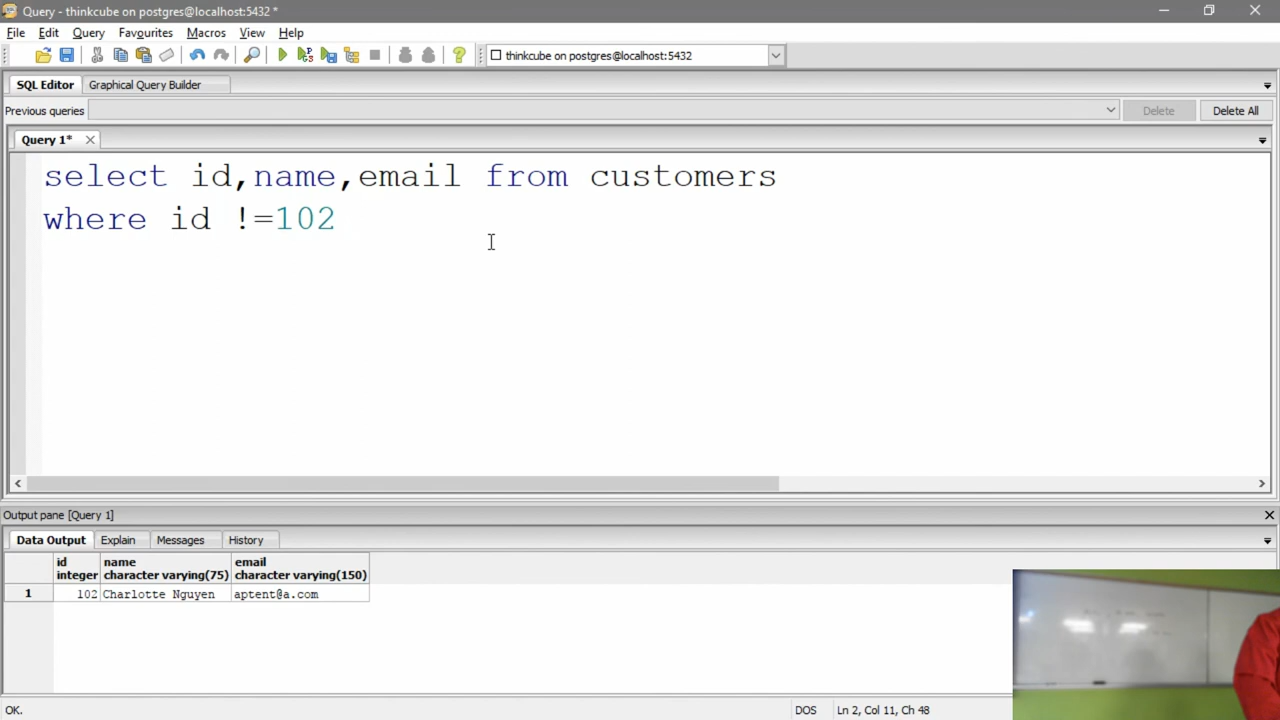 Query - thinkcube on postgres@localhost:5432 *
File Edit Query Favourites Macros View Help
thinkcube on postgres@localhost:5432
SQL Editor Graphical Query Builder
Previous queries Delete Delete All
Query 1*
select id,name,email from customers
where id !=102
Output pane [Query 1]
Data Output Explain Messages History
id name email
integer character varying(75) character varying(150)
1 102 Charlotte Nguyen aptent@a.com
OK. DOS Ln 2, Col 11, Ch 48